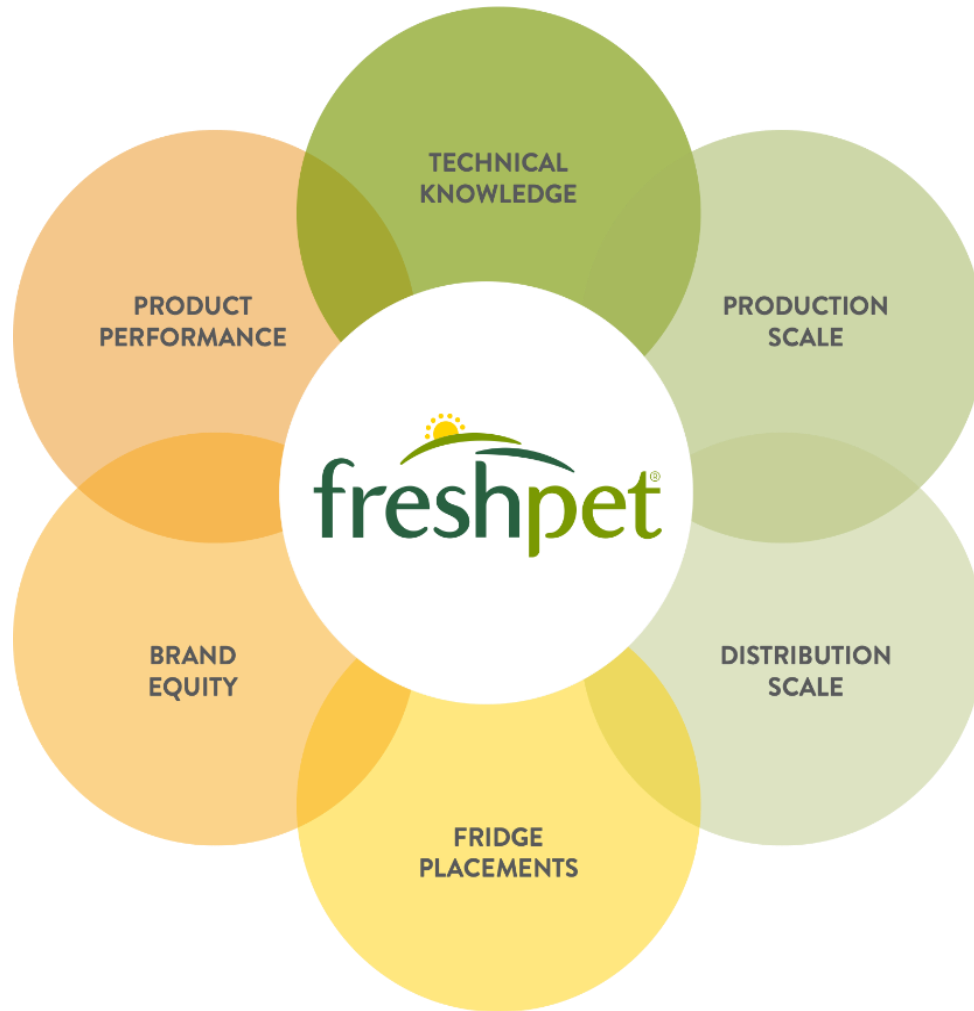 TECHNICAL
KNOWLEDGE
PRODUCT
PERFORMANCE
PRODUCTION
SCALE
freshpet®
BRAND
EQUITY
DISTRIBUTION
SCALE
FRIDGE
PLACEMENTS